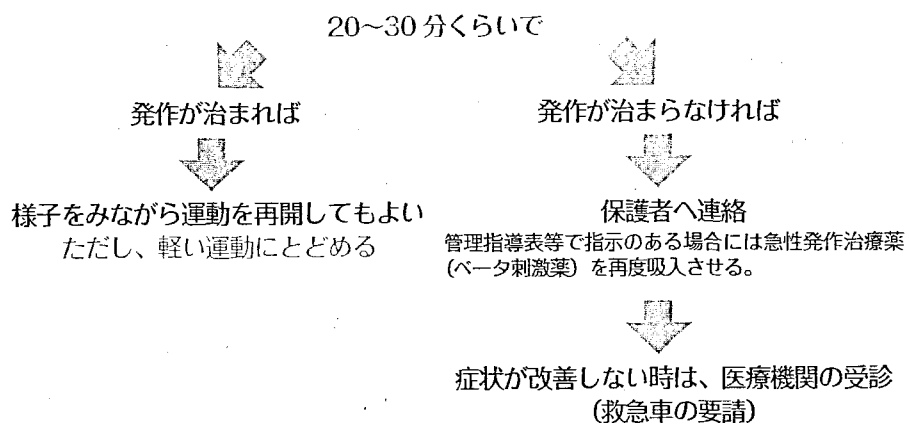 20〜30分くらいで
発作が治まれば
発作が治まらなければ
様子をみながら運動を再開してもよい
ただし、軽い運動にとどめる
保護者へ連絡
管理指導表等で指示のある場合には急性発作治療薬
(ベータ刺激薬)を再度吸入させる。
症状が改善しない時は、医療機関の受診
(救急車の要請)